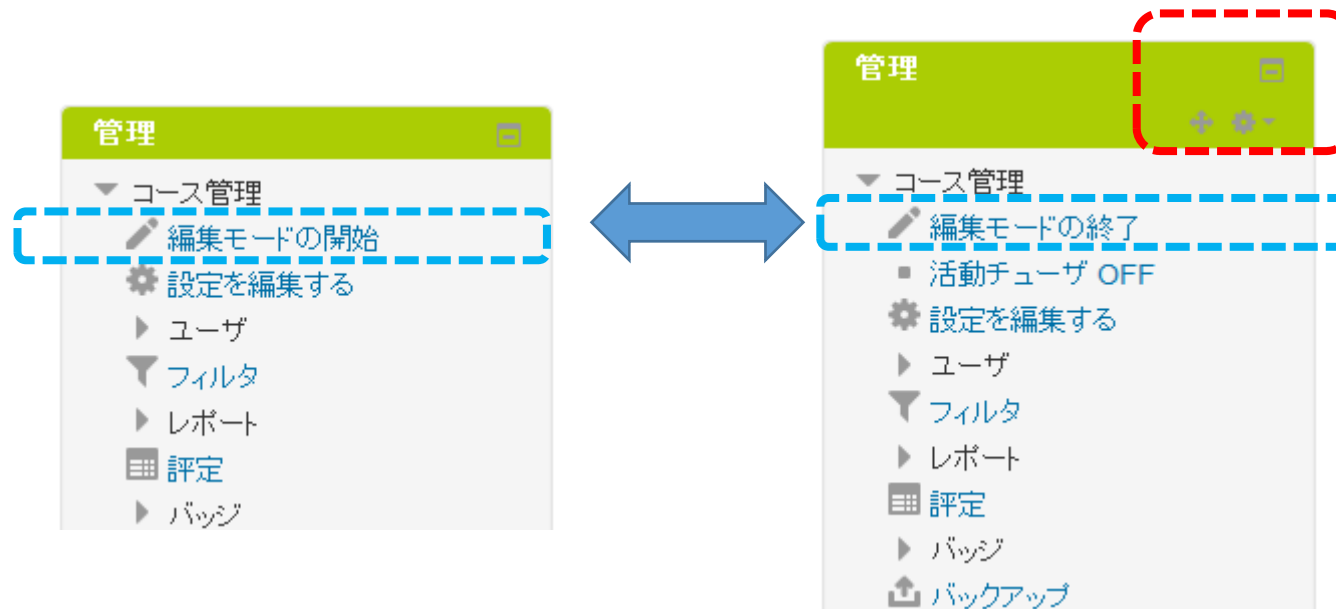 管理
コース管理
編集モードの開始
設定を編集する
ユーザ
フィルタ
レポート
評定
バッジ
管理
コース管理
編集モードの終了
活動チューザ OFF
設定を編集する
ユーザ
フィルタ
レポート
評定
バッジ
バックアップ